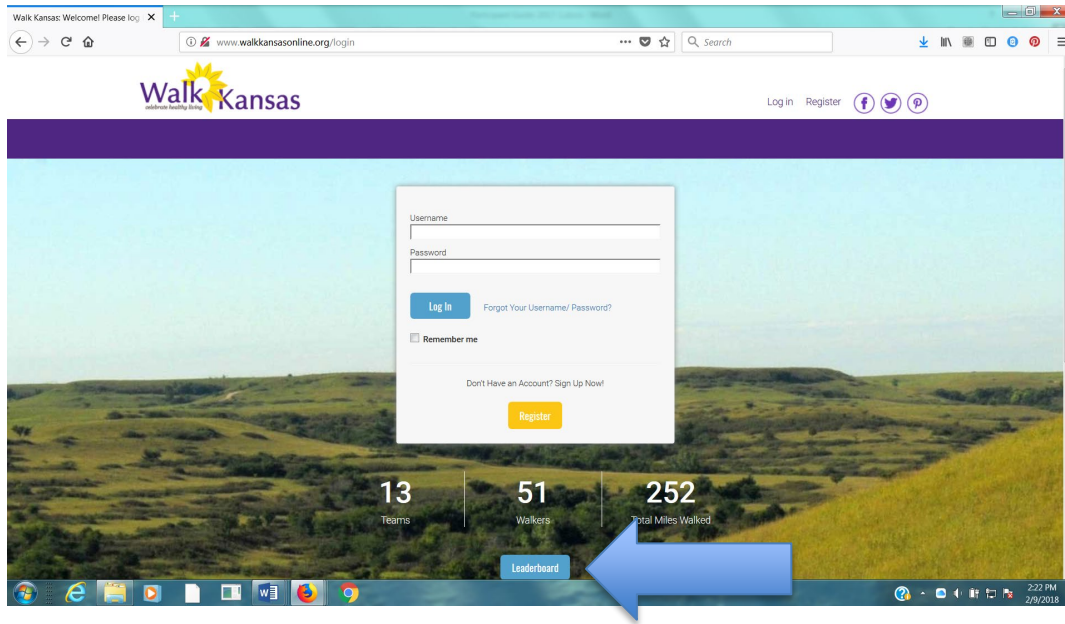 Walk Kansas: Welcome! Please log
www.walkkansasonline.org/login
Search
Walk Kansas
celebrate healthy living
Log in Register
Username
Password
Log In Forgot Your Username/ Password?
Remember me
Don't Have an Account? Sign Up Now!
Register
13 51 252
Teams Walkers Total Miles Walked
Leaderboard
2:22 PM
2/9/2018